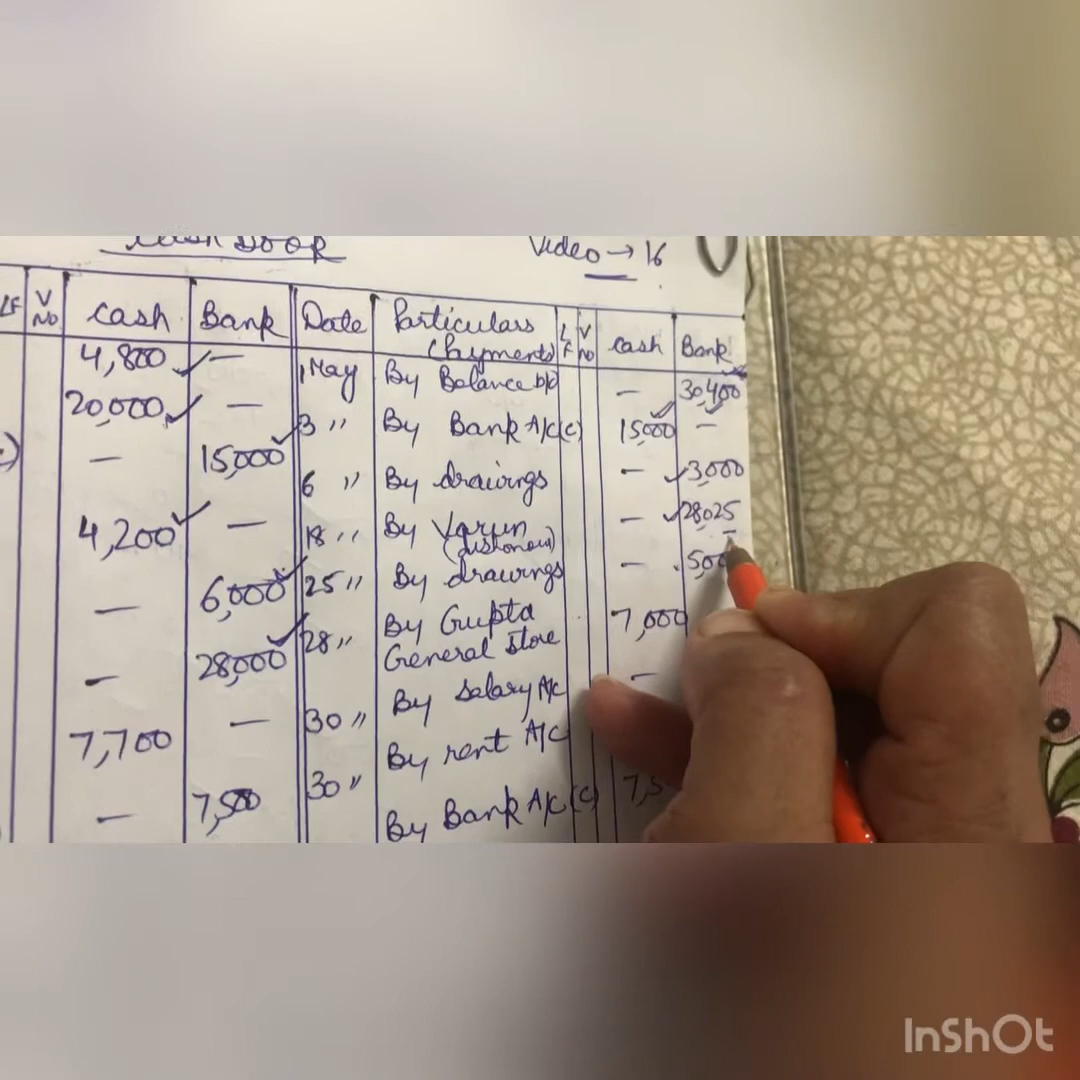 Cash Book
Video → 16
LF V No Cash Bank Date Particulars (Payments) L F V no Cash Bank
4,800 — 1 May By Balance b/d — 30,400
20,000 — 3 " By Bank A/c (C) 15,000 —
— 15,000 6 " By drawings — 3,000
4,200 — 18 " By Varun (dishonour) — 28025
— 6,000 25 " By drawings —
— 28,000 28 " By Gupta General Store 7,000
7,700 — 30 " By Salary A/c —
— 7,500 30 " By rent A/c
By Bank A/c (C)
InShOt